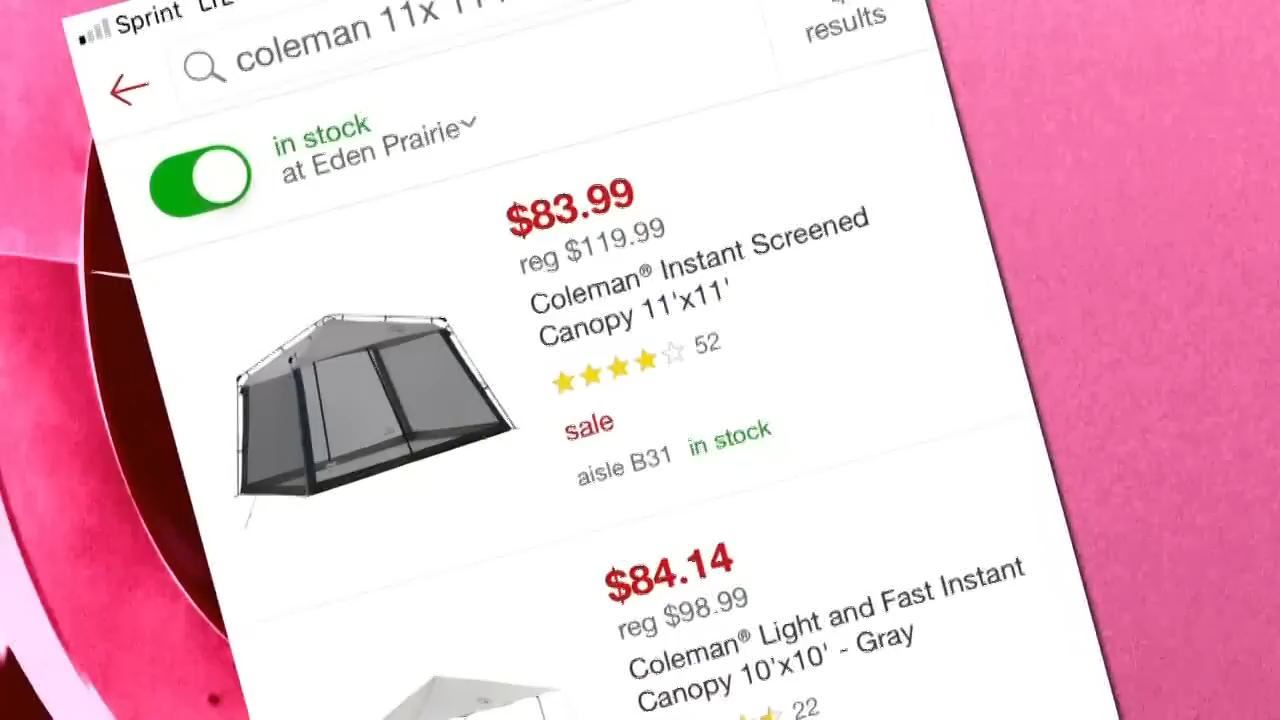 Sprint
coleman 11x
results
in stock
at Eden Prairie
$83.99
reg $119.99
Coleman® Instant Screened
Canopy 11'x11'
52
sale
aisle B31 in stock
$84.14
reg $98.99
Coleman® Light and Fast Instant
Canopy 10'x10' - Gray
22